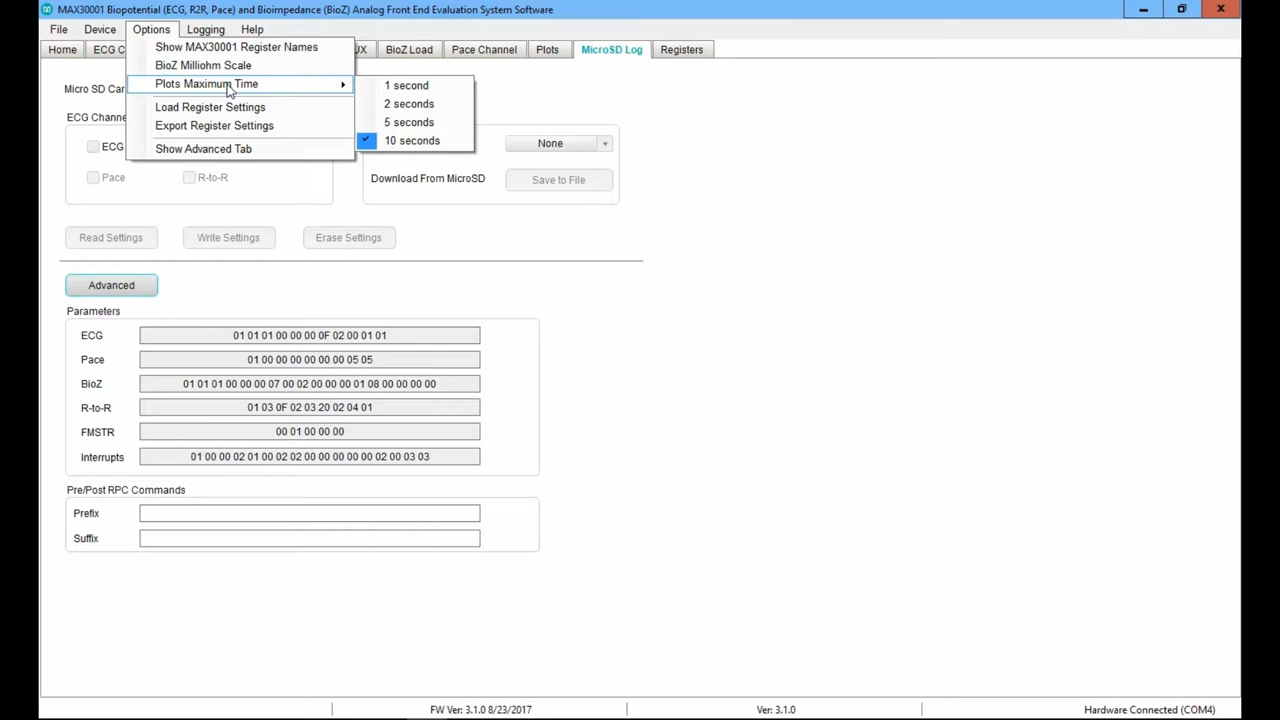 MAX30001 Biopotential (ECG, R2R, Pace) and Bioimpedance (BioZ) Analog Front End Evaluation System Software
File Device Options Logging Help
Home ECG C UX BioZ Load Pace Channel Plots MicroSD Log Registers
Show MAX30001 Register Names
BioZ Milliohm Scale
Plots Maximum Time
Load Register Settings
Export Register Settings
Show Advanced Tab
1 second
2 seconds
5 seconds
10 seconds
Micro SD Car
ECG Channe
ECG
None
Pace R-to-R
Download From MicroSD Save to File
Read Settings Write Settings Erase Settings
Advanced
Parameters
ECG 01 01 01 00 00 00 0F 02 00 01 01
Pace 01 00 00 00 00 00 00 05 05
BioZ 01 01 01 00 00 00 07 00 02 00 00 00 01 08 00 00 00 00
R-to-R 01 03 0F 02 03 20 02 04 01
FMSTR 00 01 00 00 00
Interrupts 01 00 00 02 01 00 02 02 00 00 00 00 00 02 00 03 03
Pre/Post RPC Commands
Prefix
Suffix
FW Ver: 3.1.0 8/23/2017 Ver: 3.1.0 Hardware Connected (COM4)